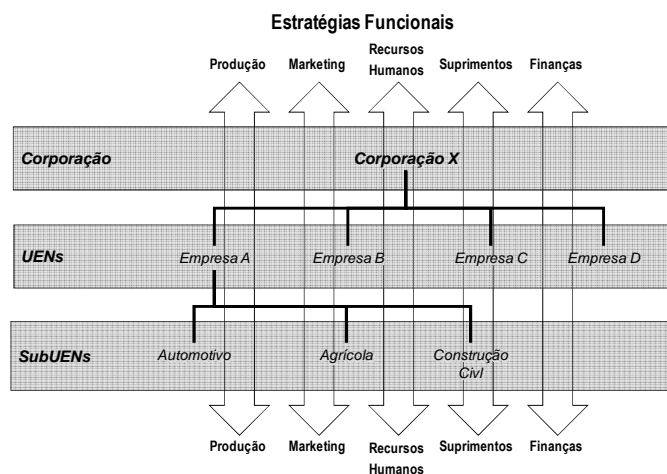 Estratégias Funcionais
Produção Marketing Recursos Humanos Suprimentos Finanças
Corporação Corporação X
UENs Empresa A Empresa B Empresa C Empresa D
SubUENs Automotivo Agrícola Construção Civl
Produção Marketing Recursos Humanos Suprimentos Finanças